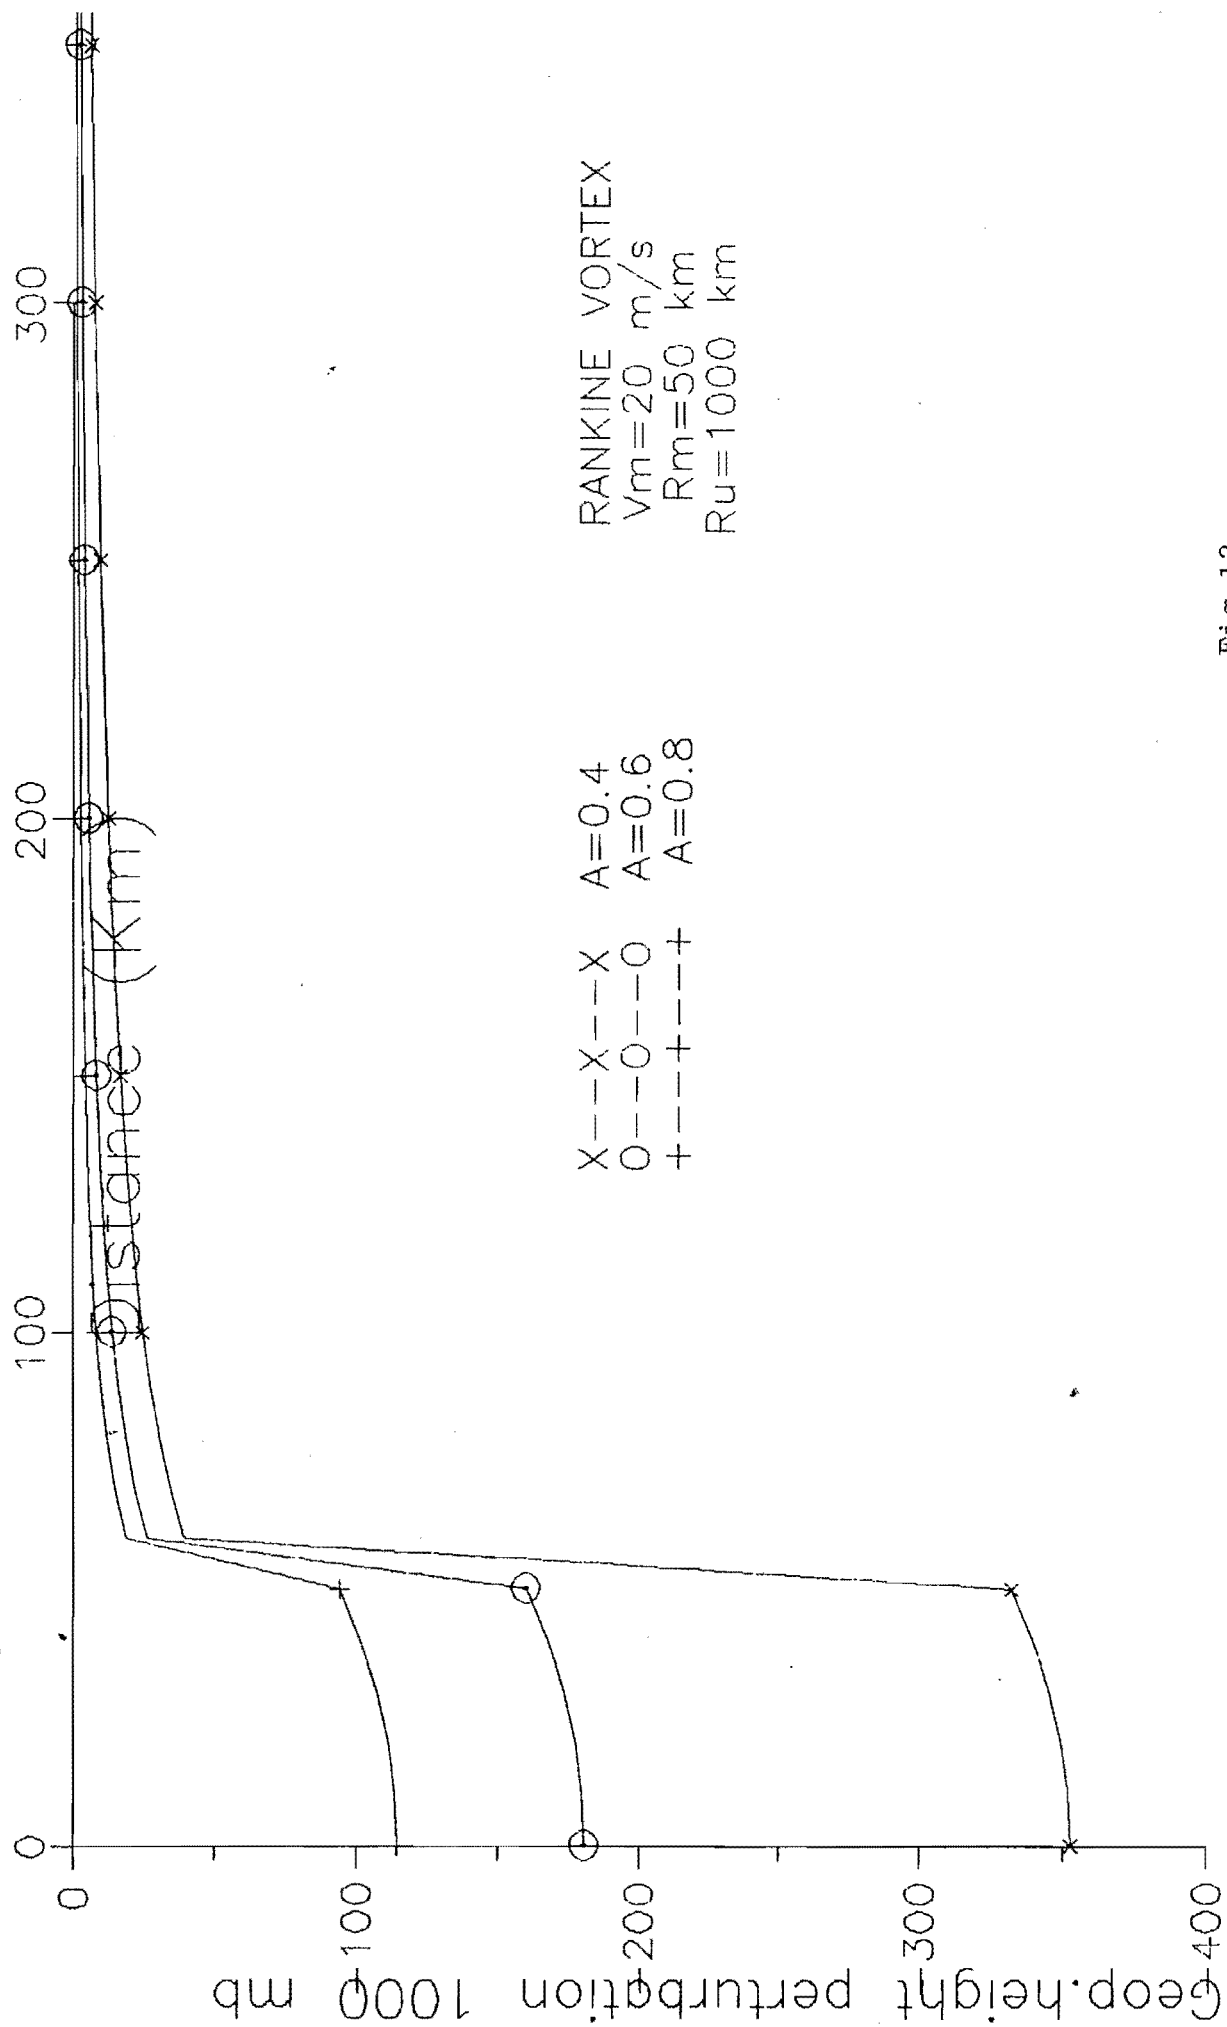 0
100
200
300
Distance (Km)
0
-100
-200
-300
-400
Geop.height perturbation 1000 mb
X---X---X A=0.4
O---O---O A=0.6
+----+----+ A=0.8
RANKINE VORTEX
Vm=20 m/s
Rm=50 km
Ru=1000 km